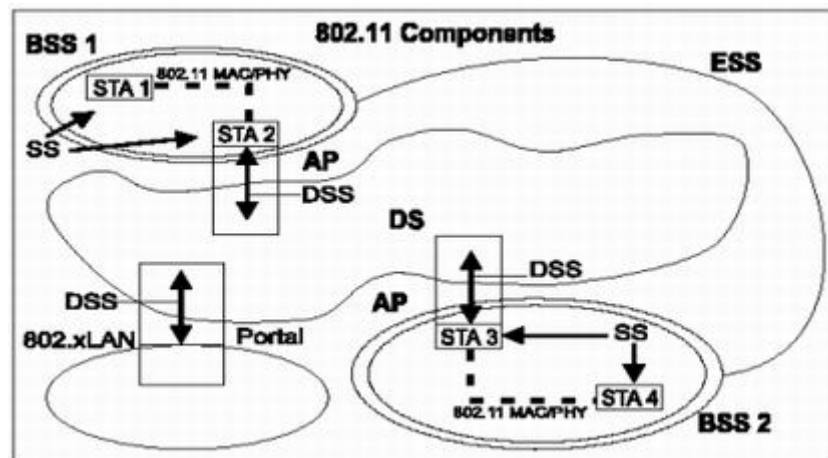 802.11 Components
BSS 1
ESS
802.11 MAC/PHY
STA 1
STA 2
SS
AP
DSS
DS
DSS
AP
DSS
802.xLAN
Portal
STA 3
SS
STA 4
802.11 MAC/PHY
BSS 2